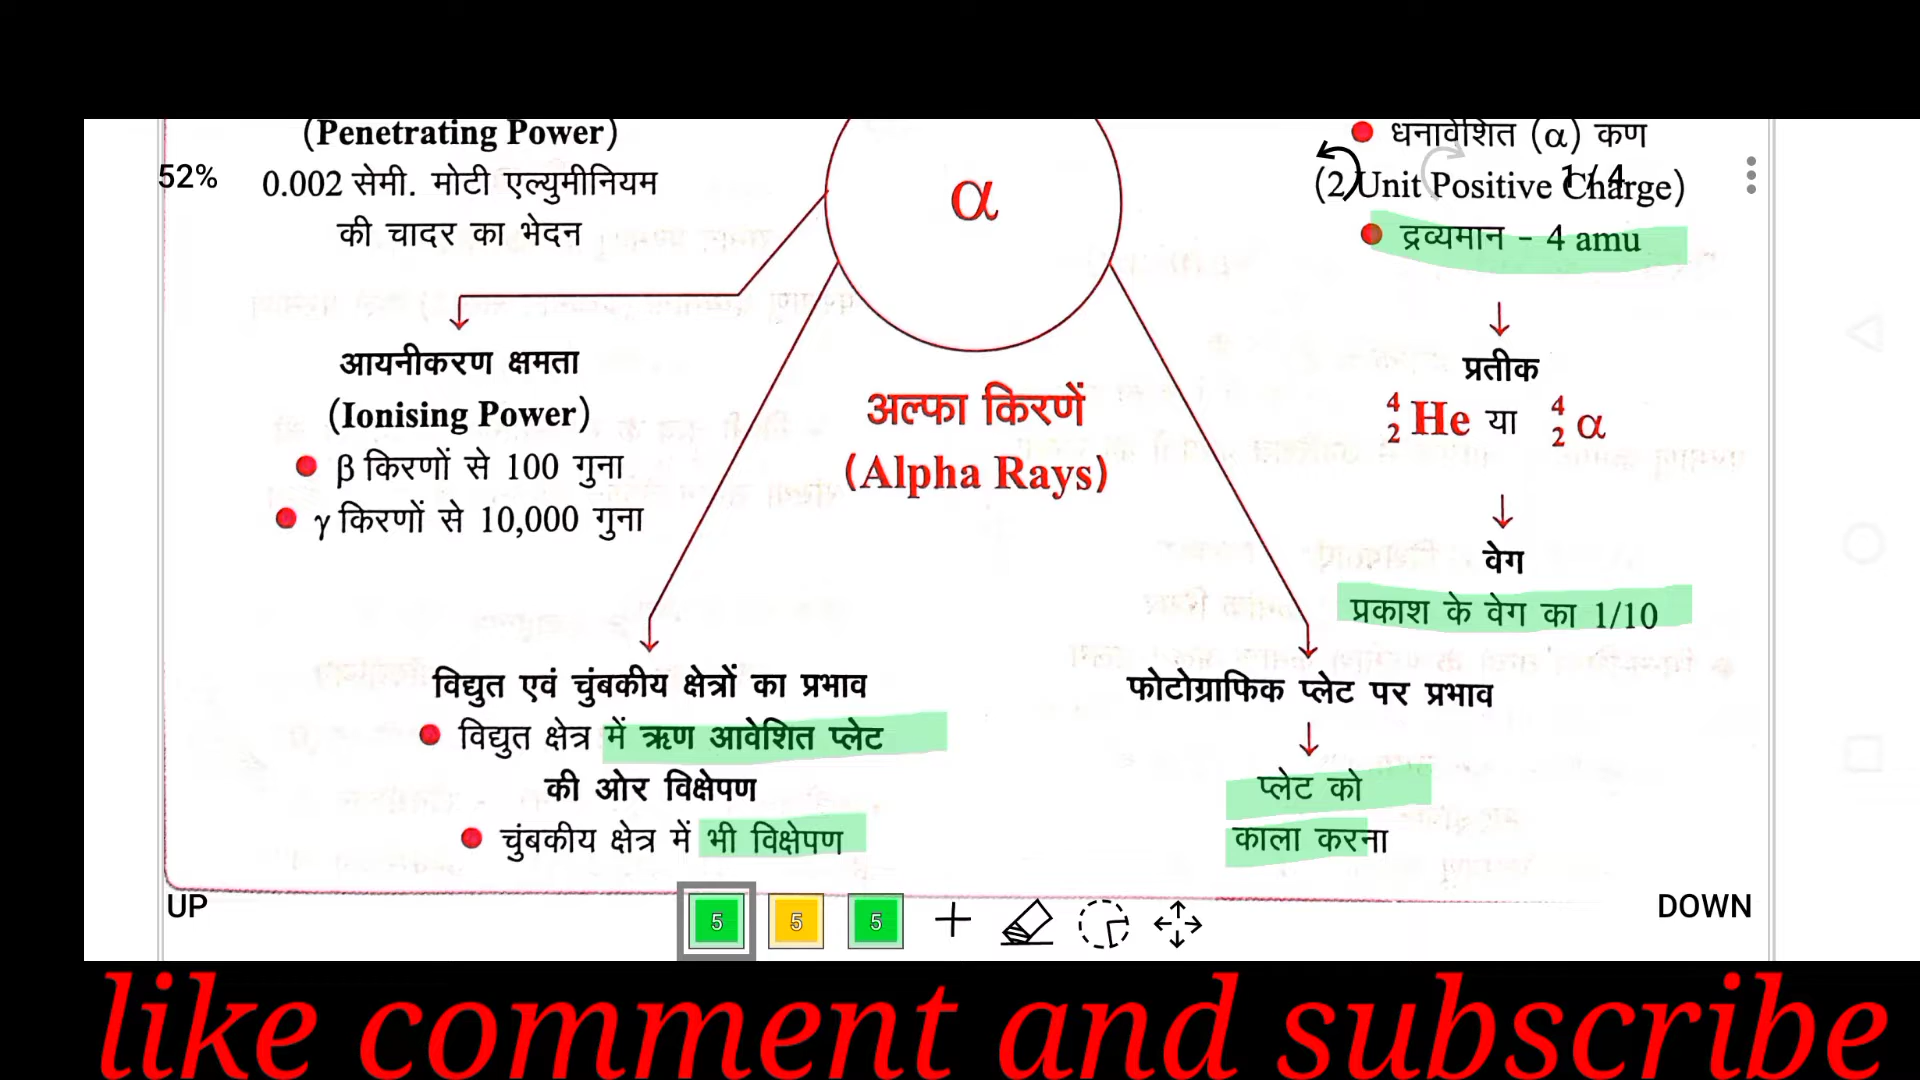 (Penetrating Power)
0.002 सेमी. मोटी एल्युमीनियम
की चादर का भेदन
52%
आयनीकरण क्षमता
(Ionising Power)
β किरणों से 100 गुना
γ किरणों से 10,000 गुना
α
अल्फा किरणें
(Alpha Rays)
धनावेशित (α) कण
(2 Unit Positive Charge)
1 / 4
द्रव्यमान - 4 amu
प्रतीक
4 2 He या 4 2 α
वेग
प्रकाश के वेग का 1/10
विद्युत एवं चुंबकीय क्षेत्रों का प्रभाव
विद्युत क्षेत्र में ऋण आवेशित प्लेट
की ओर विक्षेपण
चुंबकीय क्षेत्र में भी विक्षेपण
फोटोग्राफिक प्लेट पर प्रभाव
प्लेट को
काला करना
UP
5 5 5
DOWN
like comment and subscribe